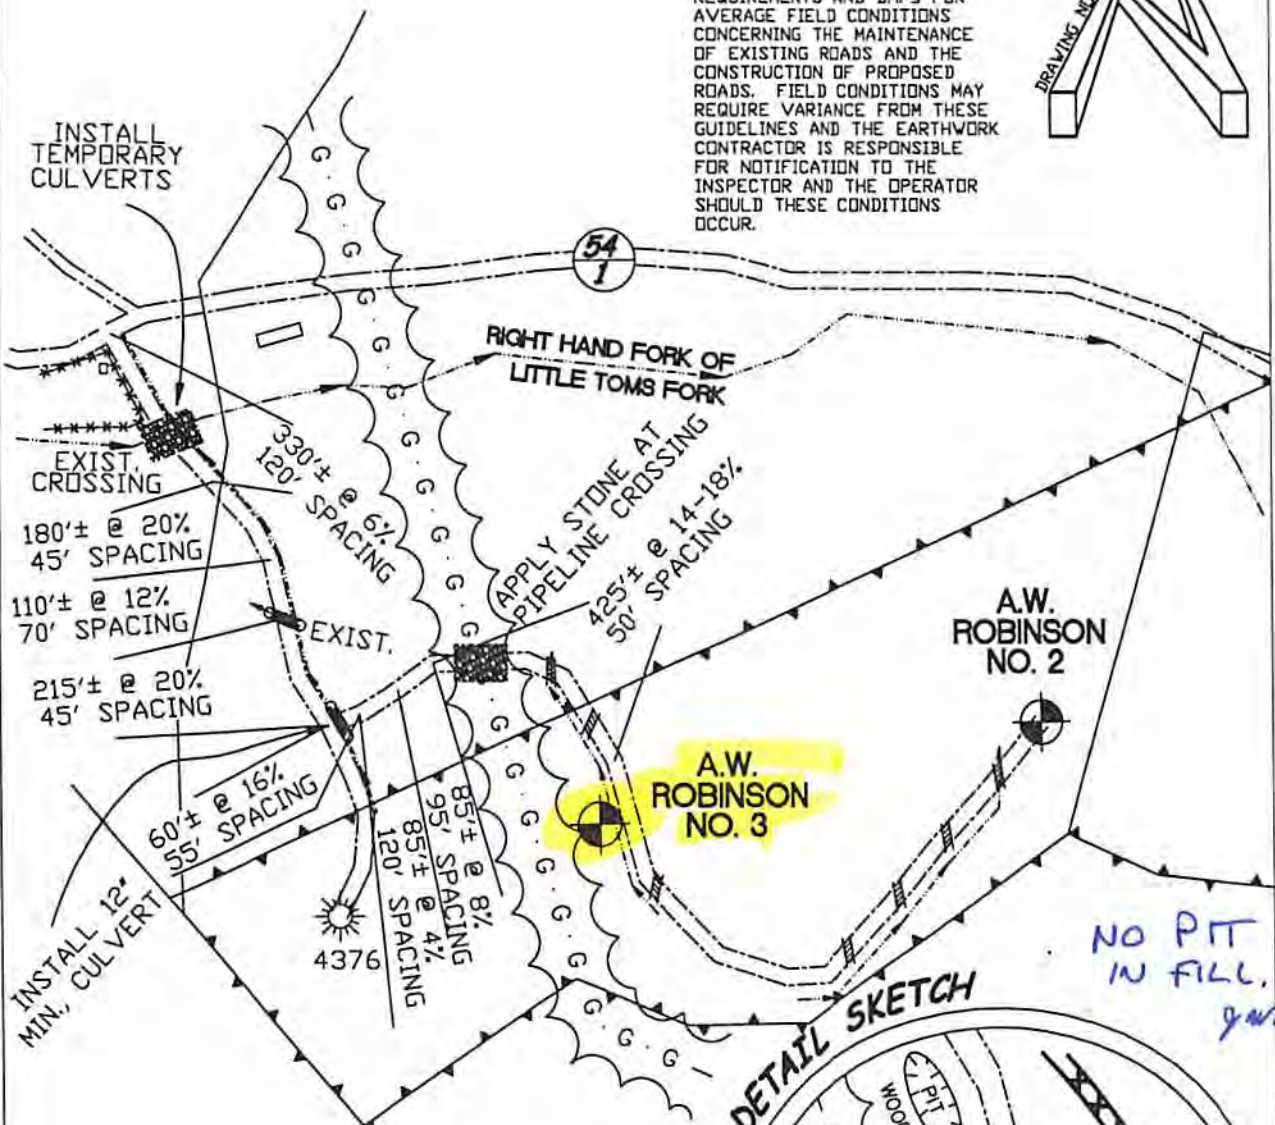 AVERAGE FIELD CONDITIONS
CONCERNING THE MAINTENANCE
OF EXISTING ROADS AND THE
CONSTRUCTION OF PROPOSED
ROADS. FIELD CONDITIONS MAY
REQUIRE VARIANCE FROM THESE
GUIDELINES AND THE EARTHWORK
CONTRACTOR IS RESPONSIBLE
FOR NOTIFICATION TO THE
INSPECTOR AND THE OPERATOR
SHOULD THESE CONDITIONS
OCCUR.
DRAWING
INSTALL
TEMPORARY
CULVERTS
54
1
RIGHT HAND FORK OF
LITTLE TOMS FORK
EXIST.
CROSSING
330'± @ 6%
120' SPACING
APPLY STONE AT
PIPELINE CROSSING
425'± @ 14-18%
50' SPACING
180'± @ 20%
45' SPACING
110'± @ 12%
70' SPACING
EXIST.
215'± @ 20%
45' SPACING
A.W.
ROBINSON
NO. 2
A.W.
ROBINSON
NO. 3
60'± @ 16%
55' SPACING
85'± @ 8%
95' SPACING
85'± @ 4%
120' SPACING
INSTALL 12"
MIN., CULVERT
4376
G · G · G · G · G · G · G · G · G · G · G · G
G · G · G · G · G · G · G
G · G · G
NO PIT
IN FILL.
DETAIL SKETCH
PIT